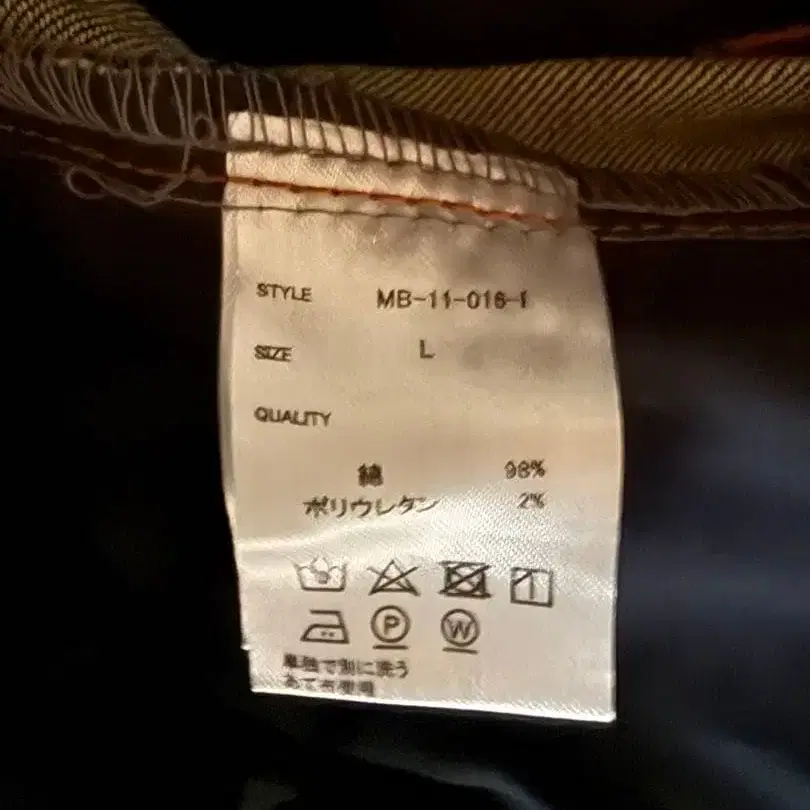 STYLE MB-11-016-1
SIZE L
QUALITY
綿 98%
ポリウレタン 2%
P W
単独で別に洗う
あて布使用